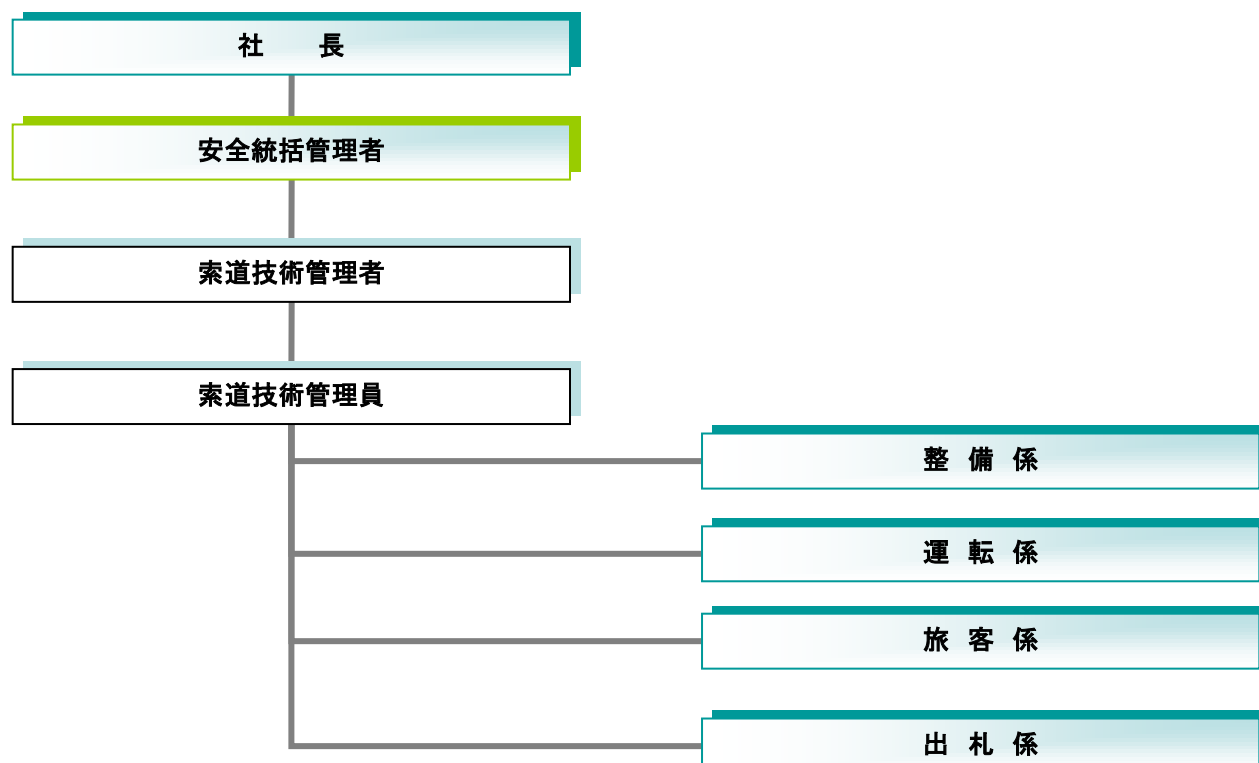 社　　長
安全統括管理者
索道技術管理者
索道技術管理員
整 備 係
運 転 係
旅 客 係
出 札 係